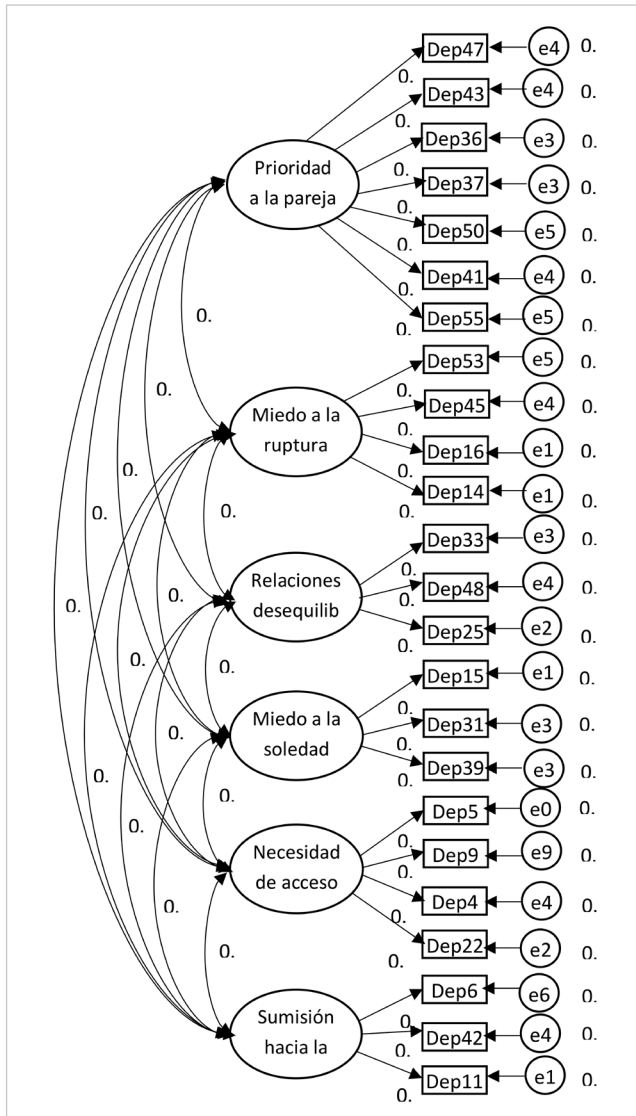 Dep47 e4 0.
0. Dep43 e4 0.
0. Dep36 e3 0.
Prioridad
a la pareja
0. Dep37 e3 0.
0. Dep50 e5 0.
0. Dep41 e4 0.
0. Dep55 e5 0.
0.
0.
Dep53 e5 0.
0. Dep45 e4 0.
Miedo a la
ruptura
0. Dep16 e1 0.
0. Dep14 e1 0.
0.
0.
0.
0.
0.
Dep33 e3 0.
0. Dep48 e4 0.
Relaciones
desequilib
0. Dep25 e2 0.
0.
0.
0.
0.
Dep15 e1 0.
0. Dep31 e3 0.
Miedo a la
soledad
0. Dep39 e3 0.
0.
0.
0.
0.
0.
Dep5 e0 0.
0. Dep9 e9 0.
Necesidad
de acceso
0. Dep4 e4 0.
0. Dep22 e2 0.
0.
0.
0.
Dep6 e6 0.
0. Dep42 e4 0.
Sumisión
hacia la
0. Dep11 e1 0.
0.